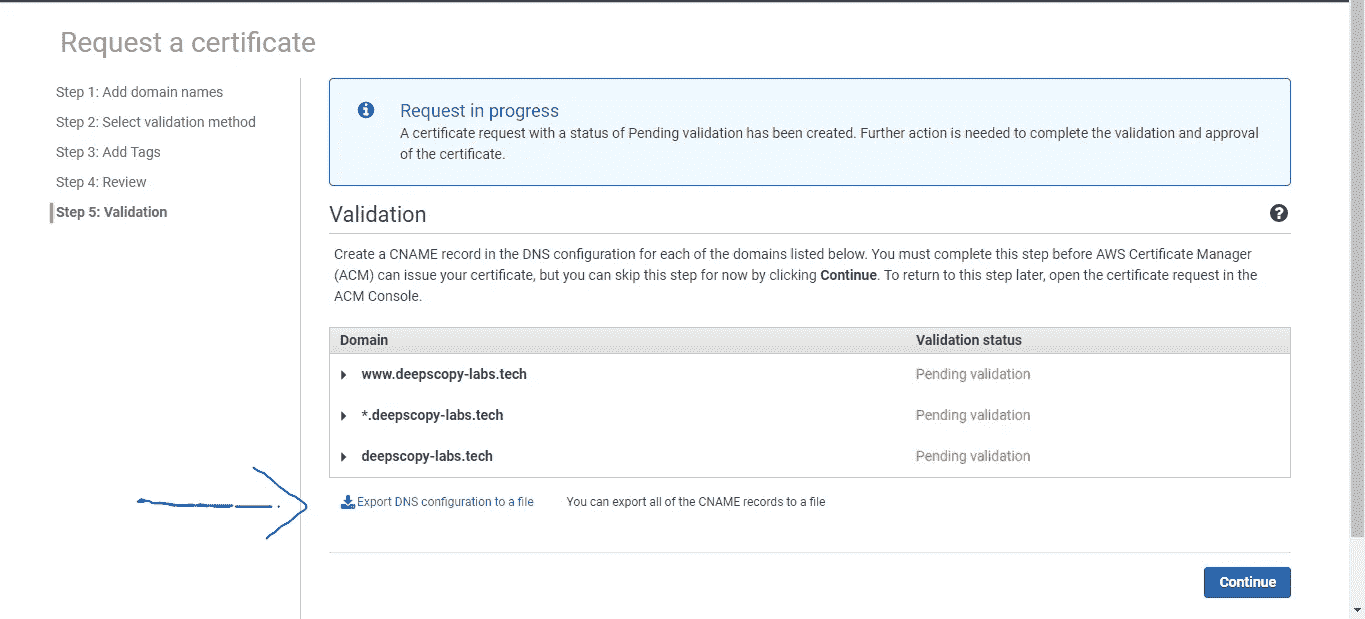 Request a certificate
Step 1: Add domain names
Step 2: Select validation method
Step 3: Add Tags
Step 4: Review
Step 5: Validation
Request in progress
A certificate request with a status of Pending validation has been created. Further action is needed to complete the validation and approval
of the certificate.
Validation
Create a CNAME record in the DNS configuration for each of the domains listed below. You must complete this step before AWS Certificate Manager
(ACM) can issue your certificate, but you can skip this step for now by clicking Continue. To return to this step later, open the certificate request in the
ACM Console.
Domain Validation status
www.deepscopy-labs.tech Pending validation
*.deepscopy-labs.tech Pending validation
deepscopy-labs.tech Pending validation
Export DNS configuration to a file You can export all of the CNAME records to a file
Continue